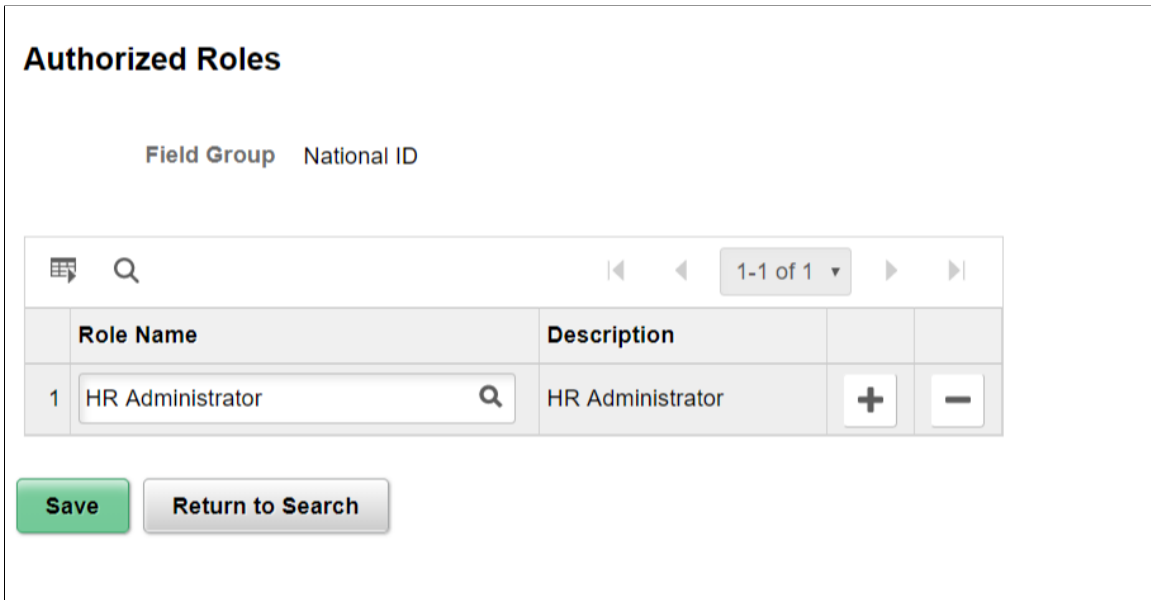 Authorized Roles
Field Group National ID
1-1 of 1
Role Name Description
1 HR Administrator HR Administrator
Save Return to Search